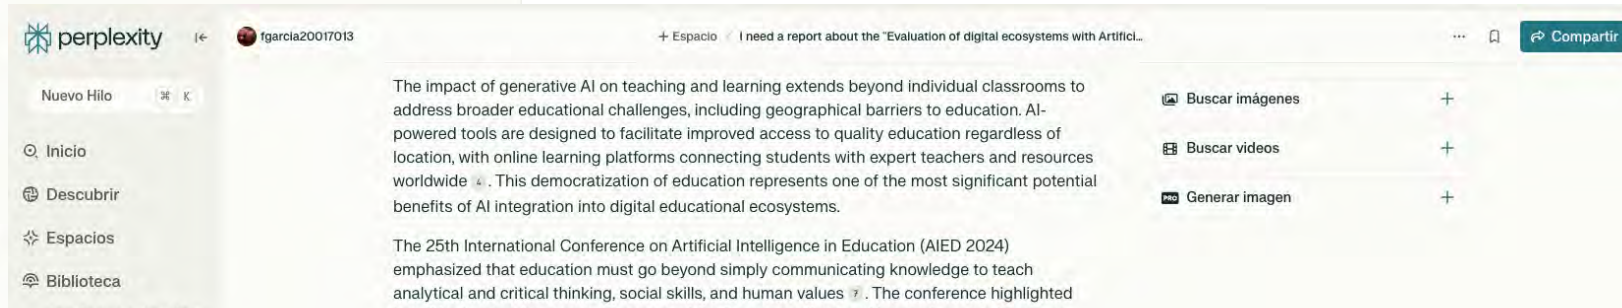 perplexity
fgarcia20017013
+ Espacio / I need a report about the "Evaluation of digital ecosystems with Artifici...
... Compartir
Nuevo Hilo ⌘ K
Inicio
Descubrir
Espacios
Biblioteca
The impact of generative AI on teaching and learning extends beyond individual classrooms to
address broader educational challenges, including geographical barriers to education. AI-
powered tools are designed to facilitate improved access to quality education regardless of
location, with online learning platforms connecting students with expert teachers and resources
worldwide 4 . This democratization of education represents one of the most significant potential
benefits of AI integration into digital educational ecosystems.
The 25th International Conference on Artificial Intelligence in Education (AIED 2024)
emphasized that education must go beyond simply communicating knowledge to teach
analytical and critical thinking, social skills, and human values 7 . The conference highlighted
Buscar imágenes +
Buscar videos +
PRO Generar imagen +